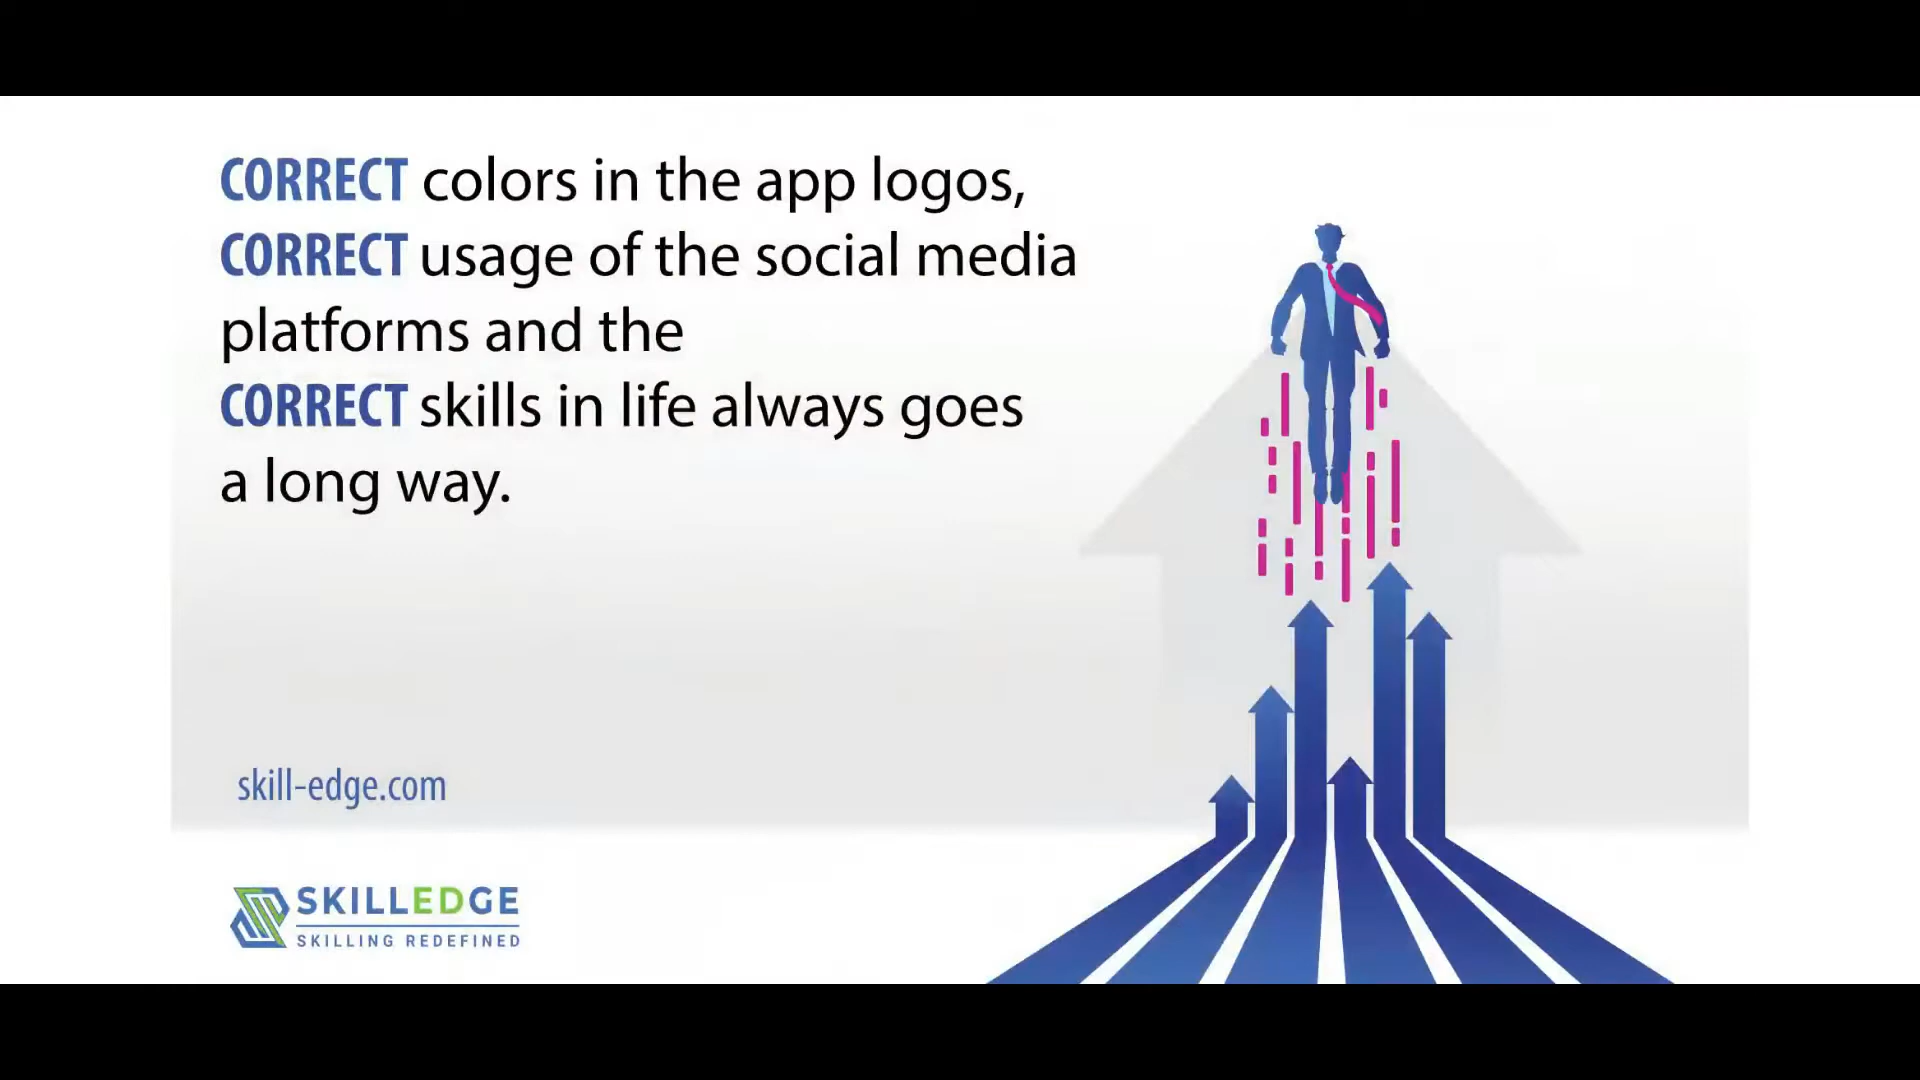 CORRECT colors in the app logos,
CORRECT usage of the social media
platforms and the
CORRECT skills in life always goes
a long way.
skill-edge.com
SKILLEDGE
SKILLING REDEFINED